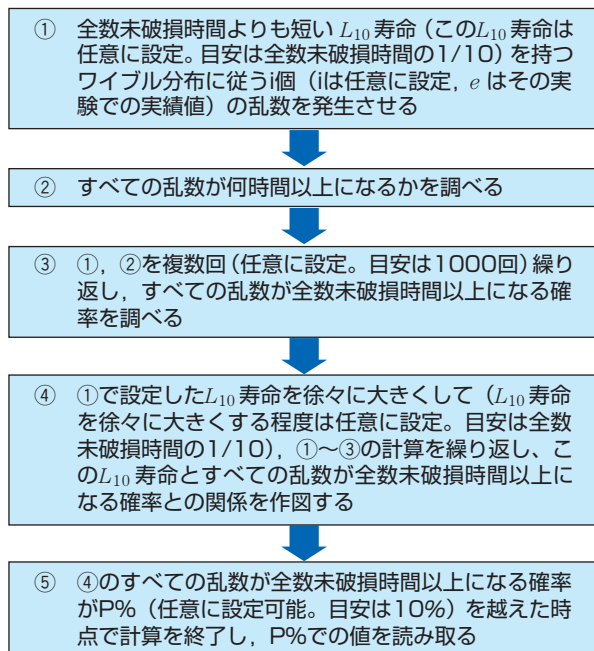 ① 全数未破損時間よりも短い L10 寿命（このL10 寿命は
任意に設定。目安は全数未破損時間の1/10）を持つ
ワイブル分布に従うi個（iは任意に設定，e はその実
験での実績値）の乱数を発生させる
② すべての乱数が何時間以上になるかを調べる
③ ①，②を複数回（任意に設定。目安は1000回）繰り
返し，すべての乱数が全数未破損時間以上になる確
率を調べる
④ ①で設定したL10 寿命を徐々に大きくして（L10 寿命
を徐々に大きくする程度は任意に設定。目安は全数
未破損時間の1/10），①～③の計算を繰り返し、こ
のL10 寿命とすべての乱数が全数未破損時間以上に
なる確率との関係を作図する
⑤ ④のすべての乱数が全数未破損時間以上になる確率
がP%（任意に設定可能。目安は10%）を越えた時
点で計算を終了し，P%での値を読み取る